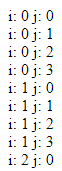 i: 0 j: 0
i: 0 j: 1
i: 0 j: 2
i: 0 j: 3
i: 1 j: 0
i: 1 j: 1
i: 1 j: 2
i: 1 j: 3
i: 2 j: 0